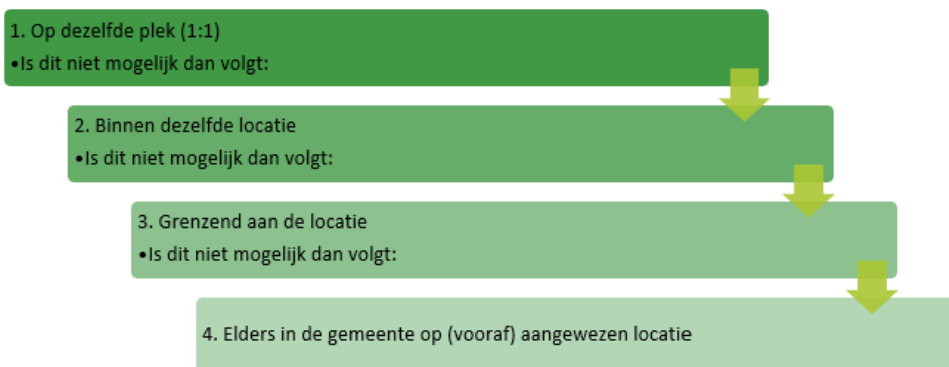 1. Op dezelfde plek (1:1)
•Is dit niet mogelijk dan volgt:
2. Binnen dezelfde locatie
•Is dit niet mogelijk dan volgt:
3. Grenzend aan de locatie
•Is dit niet mogelijk dan volgt:
4. Elders in de gemeente op (vooraf) aangewezen locatie